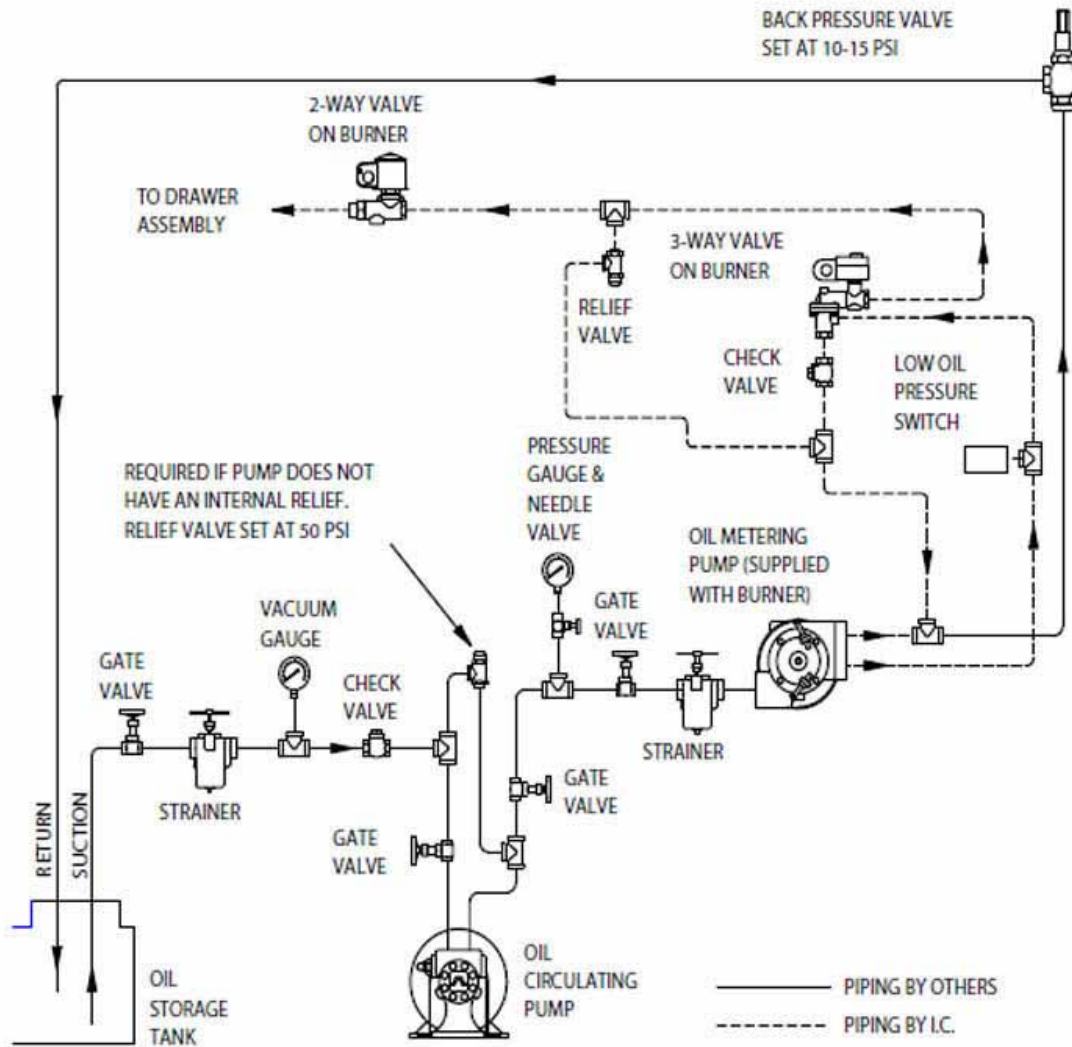 BACK PRESSURE VALVE
SET AT 10-15 PSI
2-WAY VALVE
ON BURNER
TO DRAWER
ASSEMBLY
3-WAY VALVE
ON BURNER
RELIEF
VALVE
CHECK
VALVE
LOW OIL
PRESSURE
SWITCH
REQUIRED IF PUMP DOES NOT
HAVE AN INTERNAL RELIEF.
RELIEF VALVE SET AT 50 PSI
PRESSURE
GAUGE &
NEEDLE
VALVE
OIL METERING
PUMP (SUPPLIED
WITH BURNER)
GATE
VALVE
VACUUM
GAUGE
GATE
VALVE
CHECK
VALVE
STRAINER
STRAINER
GATE
VALVE
GATE
VALVE
RETURN
SUCTION
OIL
STORAGE
TANK
OIL
CIRCULATING
PUMP
PIPING BY OTHERS
PIPING BY I.C.